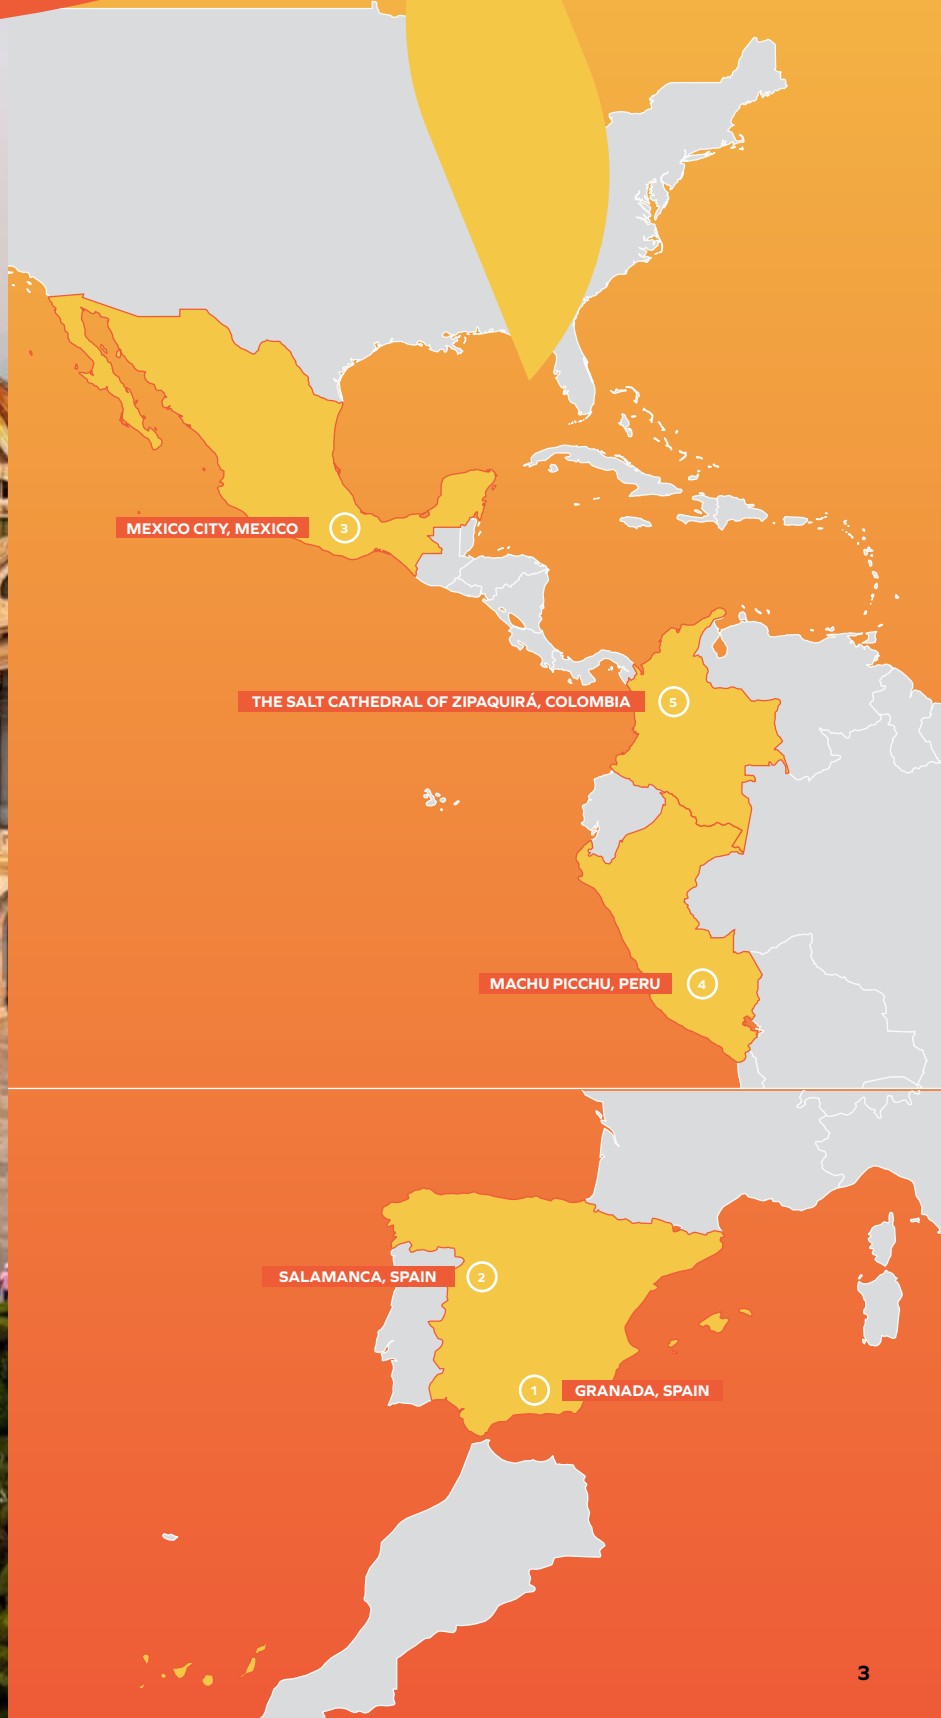 MEXICO CITY, MEXICO 3
THE SALT CATHEDRAL OF ZIPAQUIRÁ, COLOMBIA 5
MACHU PICCHU, PERU 4
SALAMANCA, SPAIN 2
1 GRANADA, SPAIN
3